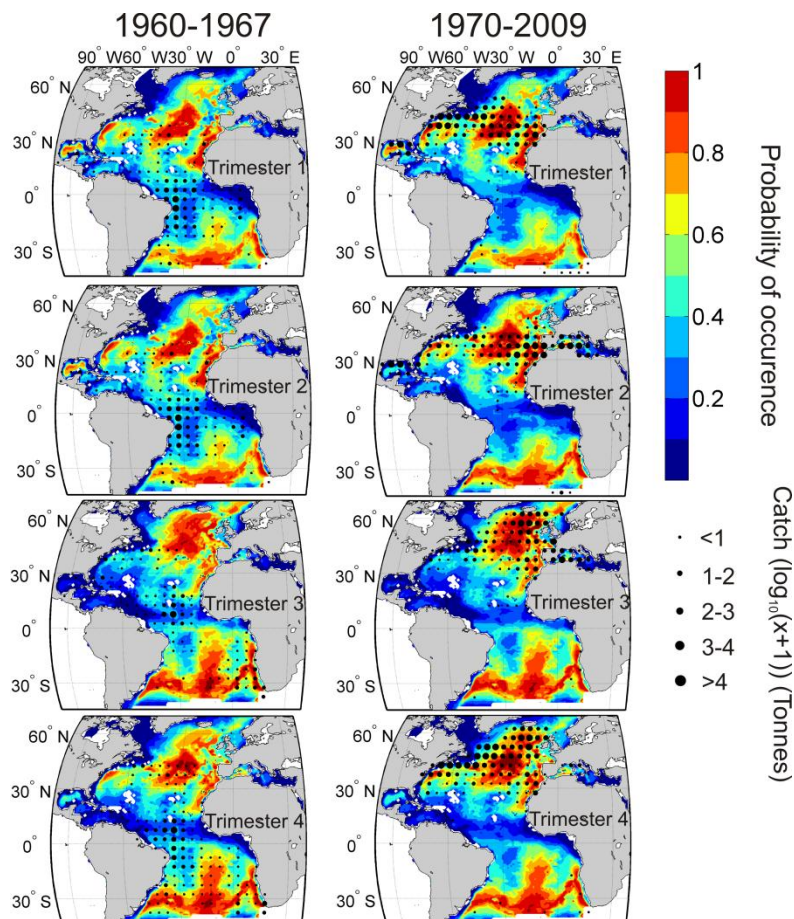 1960-1967 1970-2009
90° W60°W30° W 0° 30° E 90° W60°W30° W 0° 30° E
60° N 60° N
30° N 30° N
Trimester 1 Trimester 1
0° 0°
30° S 30° S
60° N 60° N
30° N 30° N
Trimester 2 Trimester 2
0° 0°
30° S 30° S
60° N 60° N
30° N 30° N
Trimester 3 Trimester 3
0° 0°
30° S 30° S
60° N 60° N
30° N 30° N
Trimester 4 Trimester 4
0° 0°
30° S 30° S
1
0.8
0.6
0.4
0.2
Probability of occurence
<1
1-2
2-3
3-4
>4
Catch (log₁₀(x+1)) (Tonnes)